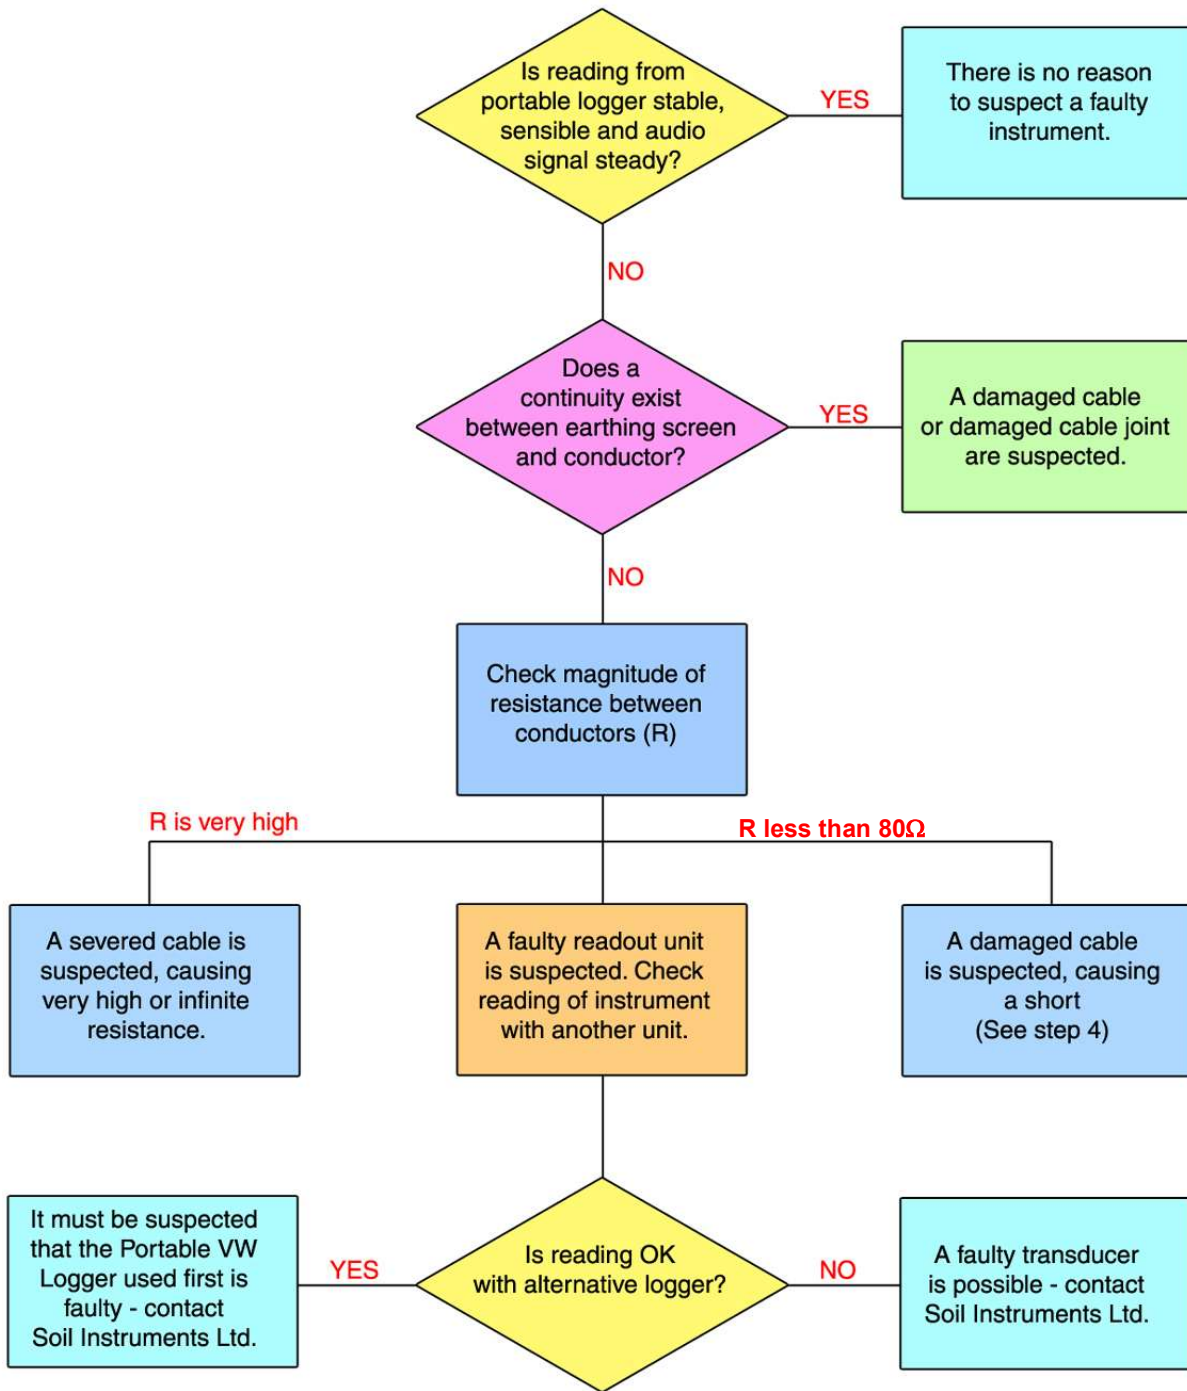 Is reading from
portable logger stable,
sensible and audio
signal steady?
YES
There is no reason
to suspect a faulty
instrument.
NO
Does a
continuity exist
between earthing screen
and conductor?
YES
A damaged cable
or damaged cable joint
are suspected.
NO
Check magnitude of
resistance between
conductors (R)
R is very high
R less than 80Ω
A severed cable is
suspected, causing
very high or infinite
resistance.
A faulty readout unit
is suspected. Check
reading of instrument
with another unit.
A damaged cable
is suspected, causing
a short
(See step 4)
It must be suspected
that the Portable VW
Logger used first is
faulty - contact
Soil Instruments Ltd.
YES
Is reading OK
with alternative logger?
NO
A faulty transducer
is possible - contact
Soil Instruments Ltd.